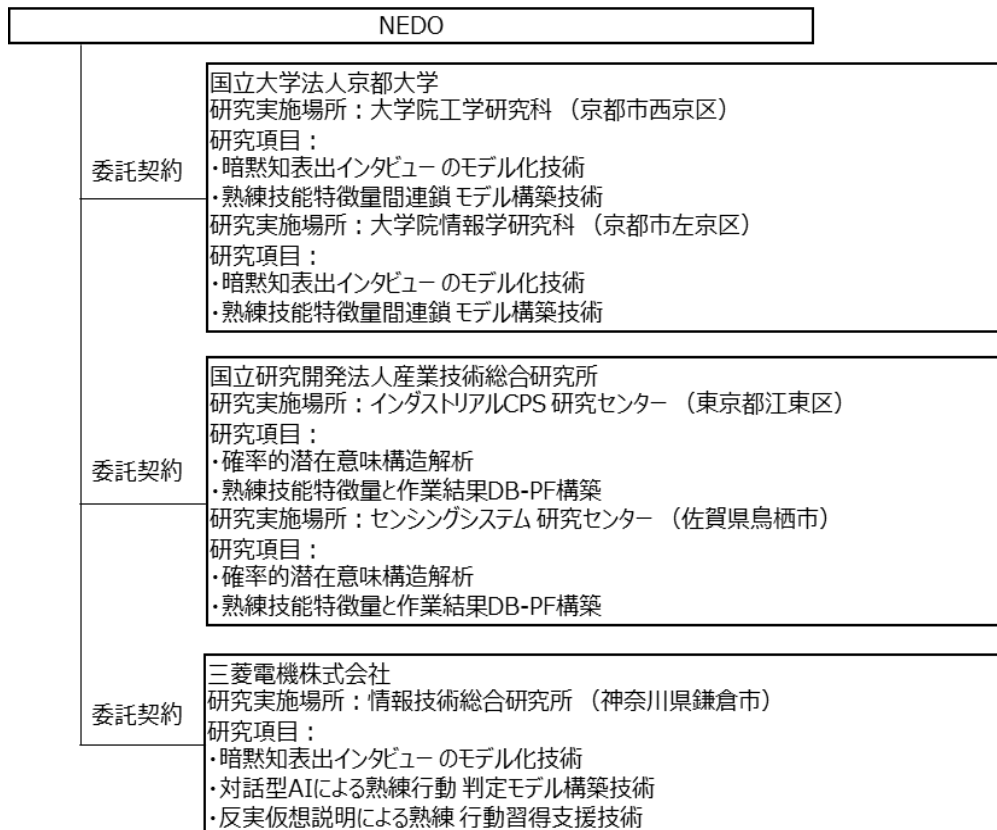 NEDO
国立大学法人京都大学
研究実施場所：大学院工学研究科 （京都市西京区）
研究項目：
・暗黙知表出インタビュー のモデル化技術
・熟練技能特徴量間連鎖 モデル構築技術
研究実施場所：大学院情報学研究科 （京都市左京区）
研究項目：
・暗黙知表出インタビュー のモデル化技術
・熟練技能特徴量間連鎖 モデル構築技術
委託契約
国立研究開発法人産業技術総合研究所
研究実施場所：インダストリアルCPS 研究センター （東京都江東区）
研究項目：
・確率的潜在意味構造解析
・熟練技能特徴量と作業結果DB-PF構築
研究実施場所：センシングシステム 研究センター （佐賀県鳥栖市）
研究項目：
・確率的潜在意味構造解析
・熟練技能特徴量と作業結果DB-PF構築
委託契約
三菱電機株式会社
研究実施場所：情報技術総合研究所 （神奈川県鎌倉市）
研究項目：
・暗黙知表出インタビュー のモデル化技術
・対話型AIによる熟練行動 判定モデル構築技術
・反実仮想説明による熟練 行動習得支援技術
委託契約